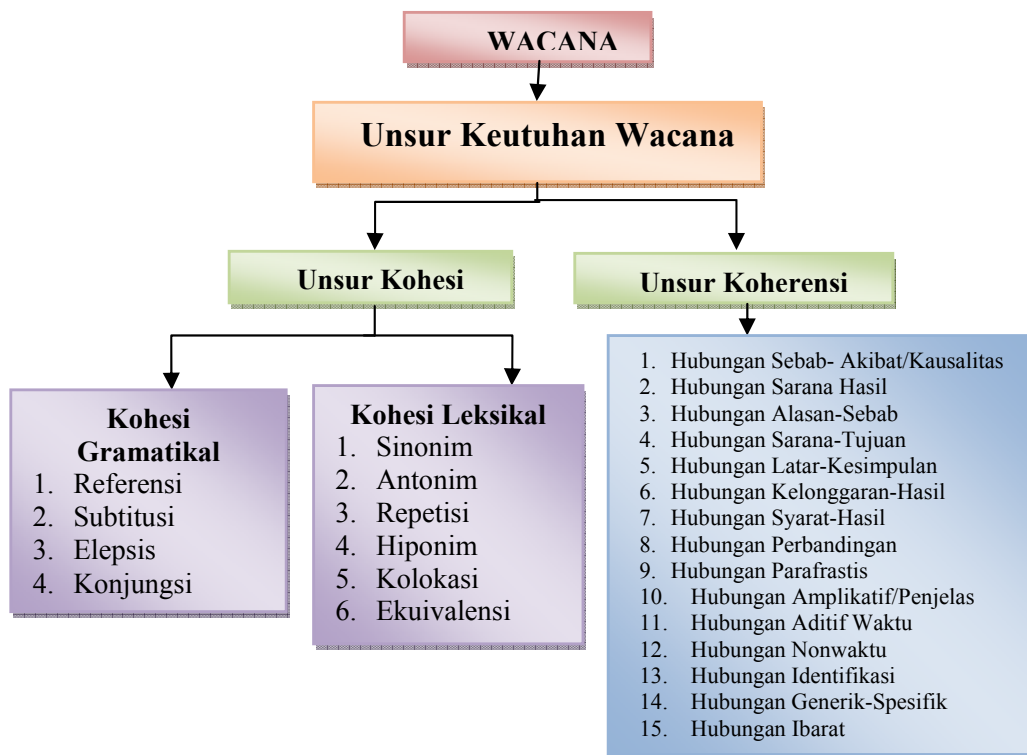 WACANA
Unsur Keutuhan Wacana
Unsur Kohesi
Unsur Koherensi
Kohesi
Gramatikal
1. Referensi
2. Subtitusi
3. Elepsis
4. Konjungsi
Kohesi Leksikal
1. Sinonim
2. Antonim
3. Repetisi
4. Hiponim
5. Kolokasi
6. Ekuivalensi
1. Hubungan Sebab- Akibat/Kausalitas
2. Hubungan Sarana Hasil
3. Hubungan Alasan-Sebab
4. Hubungan Sarana-Tujuan
5. Hubungan Latar-Kesimpulan
6. Hubungan Kelonggaran-Hasil
7. Hubungan Syarat-Hasil
8. Hubungan Perbandingan
9. Hubungan Parafrastis
10. Hubungan Amplikatif/Penjelas
11. Hubungan Aditif Waktu
12. Hubungan Nonwaktu
13. Hubungan Identifikasi
14. Hubungan Generik-Spesifik
15. Hubungan Ibarat